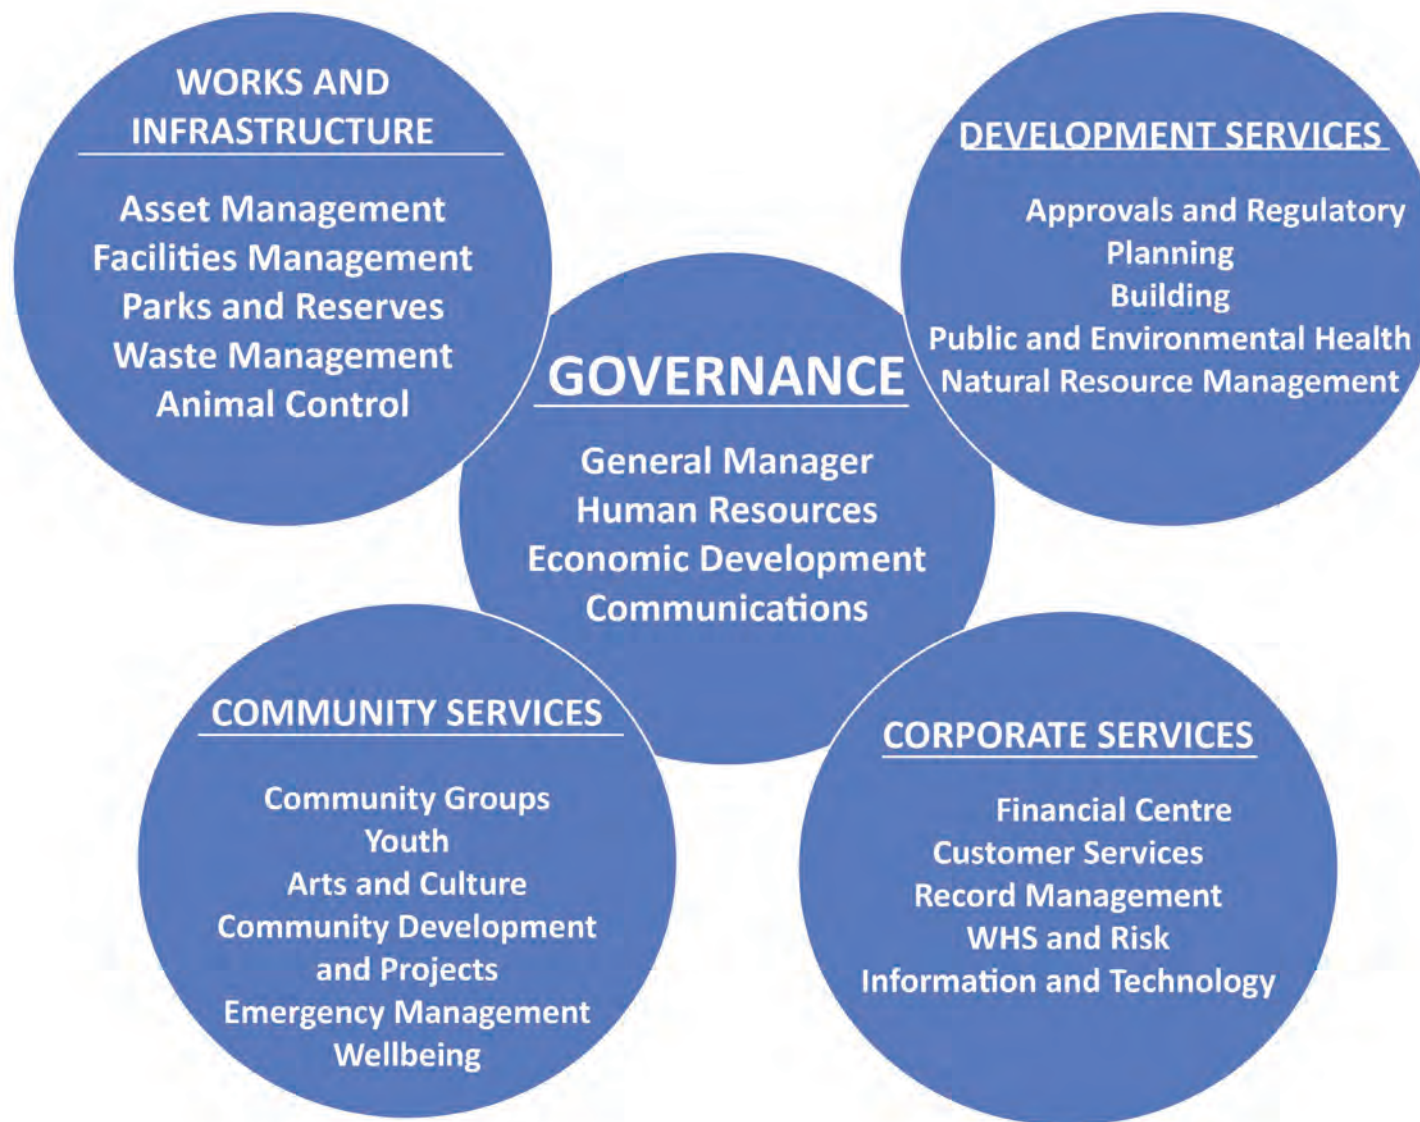 WORKS AND
INFRASTRUCTURE
Asset Management
Facilities Management
Parks and Reserves
Waste Management
Animal Control
DEVELOPMENT SERVICES
Approvals and Regulatory
Planning
Building
Public and Environmental Health
Natural Resource Management
GOVERNANCE
General Manager
Human Resources
Economic Development
Communications
COMMUNITY SERVICES
Community Groups
Youth
Arts and Culture
Community Development
and Projects
Emergency Management
Wellbeing
CORPORATE SERVICES
Financial Centre
Customer Services
Record Management
WHS and Risk
Information and Technology